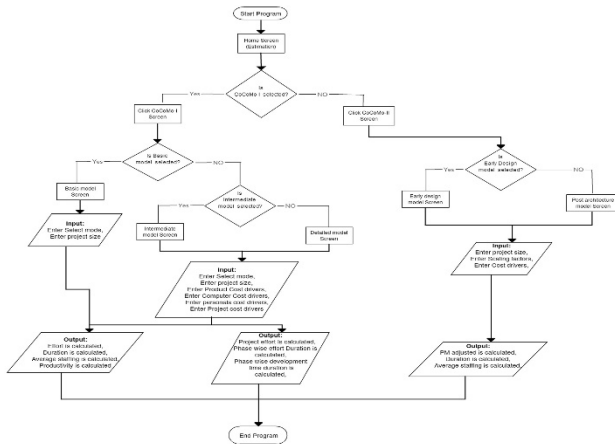 Start Program
Home Screen
(Estimation)
Is
CoCoMo I selected?
Yes
NO
Click CoCoMo I
Screen
Click CoCoMo II
Screen
Is Basic
model selected?
Yes
NO
Is
Early Design
model selected?
Yes
NO
Basic model
Screen
Is
Intermediate
model selected?
Yes
NO
Early design
model Screen
Post architecture
model Screen
Input:
Enter Select mode,
Enter project size
Intermediate
model Screen
Detailed model
Screen
Input:
Enter project size,
Enter Scaling factors,
Enter Cost drivers,
Input:
Enter Select mode,
Enter project size,
Enter Product Cost drivers,
Enter Computer Cost drivers,
Enter personals cost drivers,
Enter Project cost drivers
Output:
Effort is calculated,
Duration is calculated,
Average staffing is calculated,
Productivity is calculated
Output:
Project effort is calculated,
Phase wise effort Duration is
calculated,
Phase wise development
time duration is
calculated,
Output:
PM adjusted is calculated,
Duration is calculated,
Average staffing is calculated,
End Program